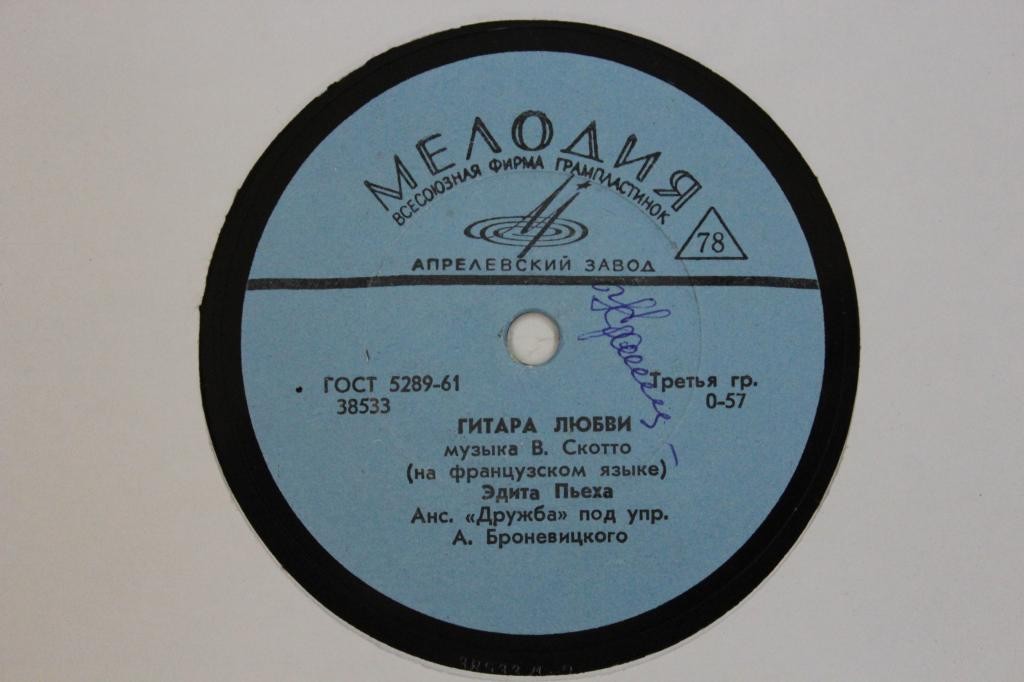 МЕЛОДИЯ
ВСЕСОЮЗНАЯ ФИРМА ГРАМПЛАСТИНОК
78
АПРЕЛЕВСКИЙ ЗАВОД
ГОСТ 5289-61
38533
Третья гр.
0-57
ГИТАРА ЛЮБВИ
музыка В. Скотто
(на французском языке)
Эдита Пьеха
Анс. «Дружба» под упр.
А. Броневицкого